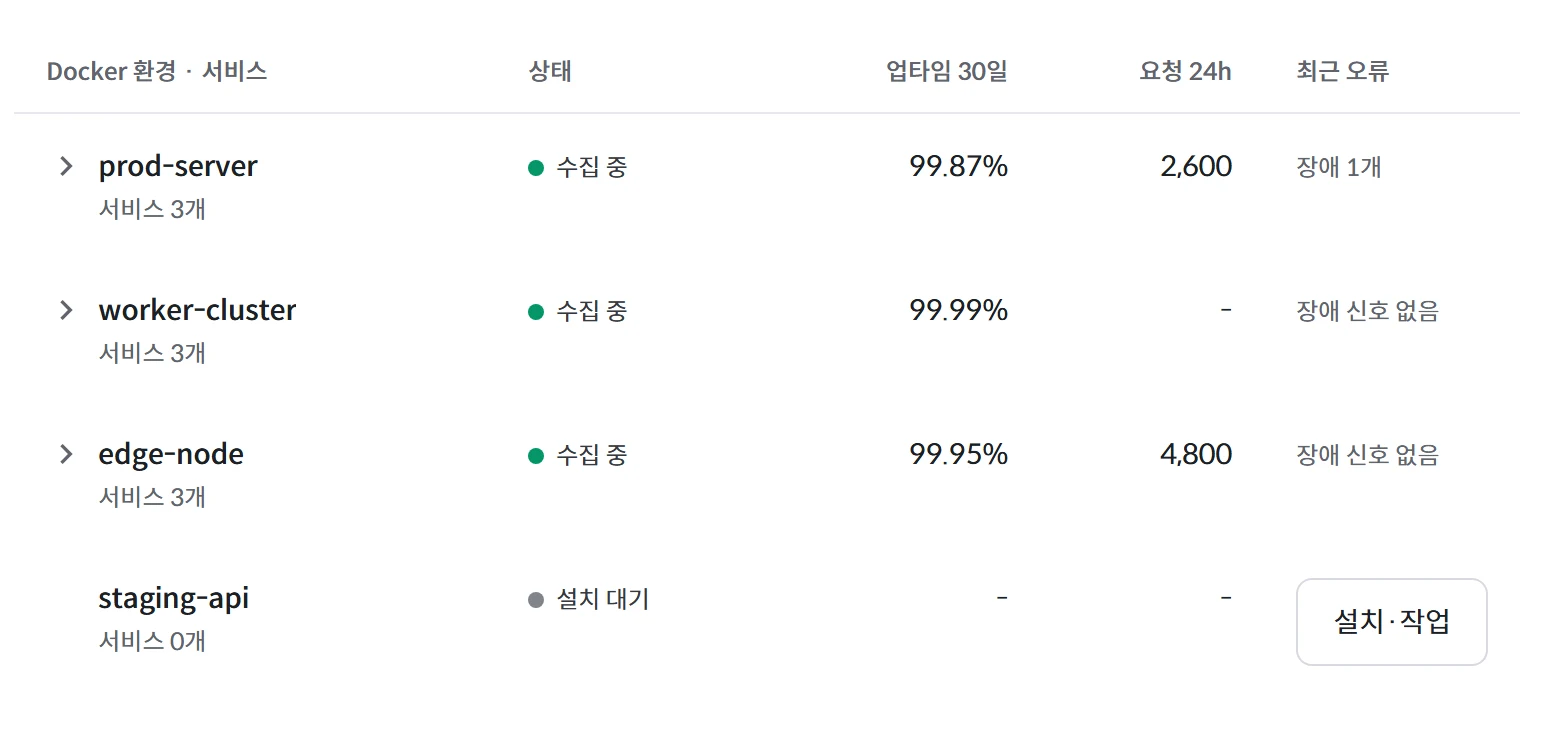 Docker 환경 · 서비스 상태 업타임 30일 요청 24h 최근 오류
prod-server 수집 중 99.87% 2,600 장애 1개
서비스 3개
worker-cluster 수집 중 99.99% – 장애 신호 없음
서비스 3개
edge-node 수집 중 99.95% 4,800 장애 신호 없음
서비스 3개
staging-api 설치 대기 – – 설치·작업
서비스 0개